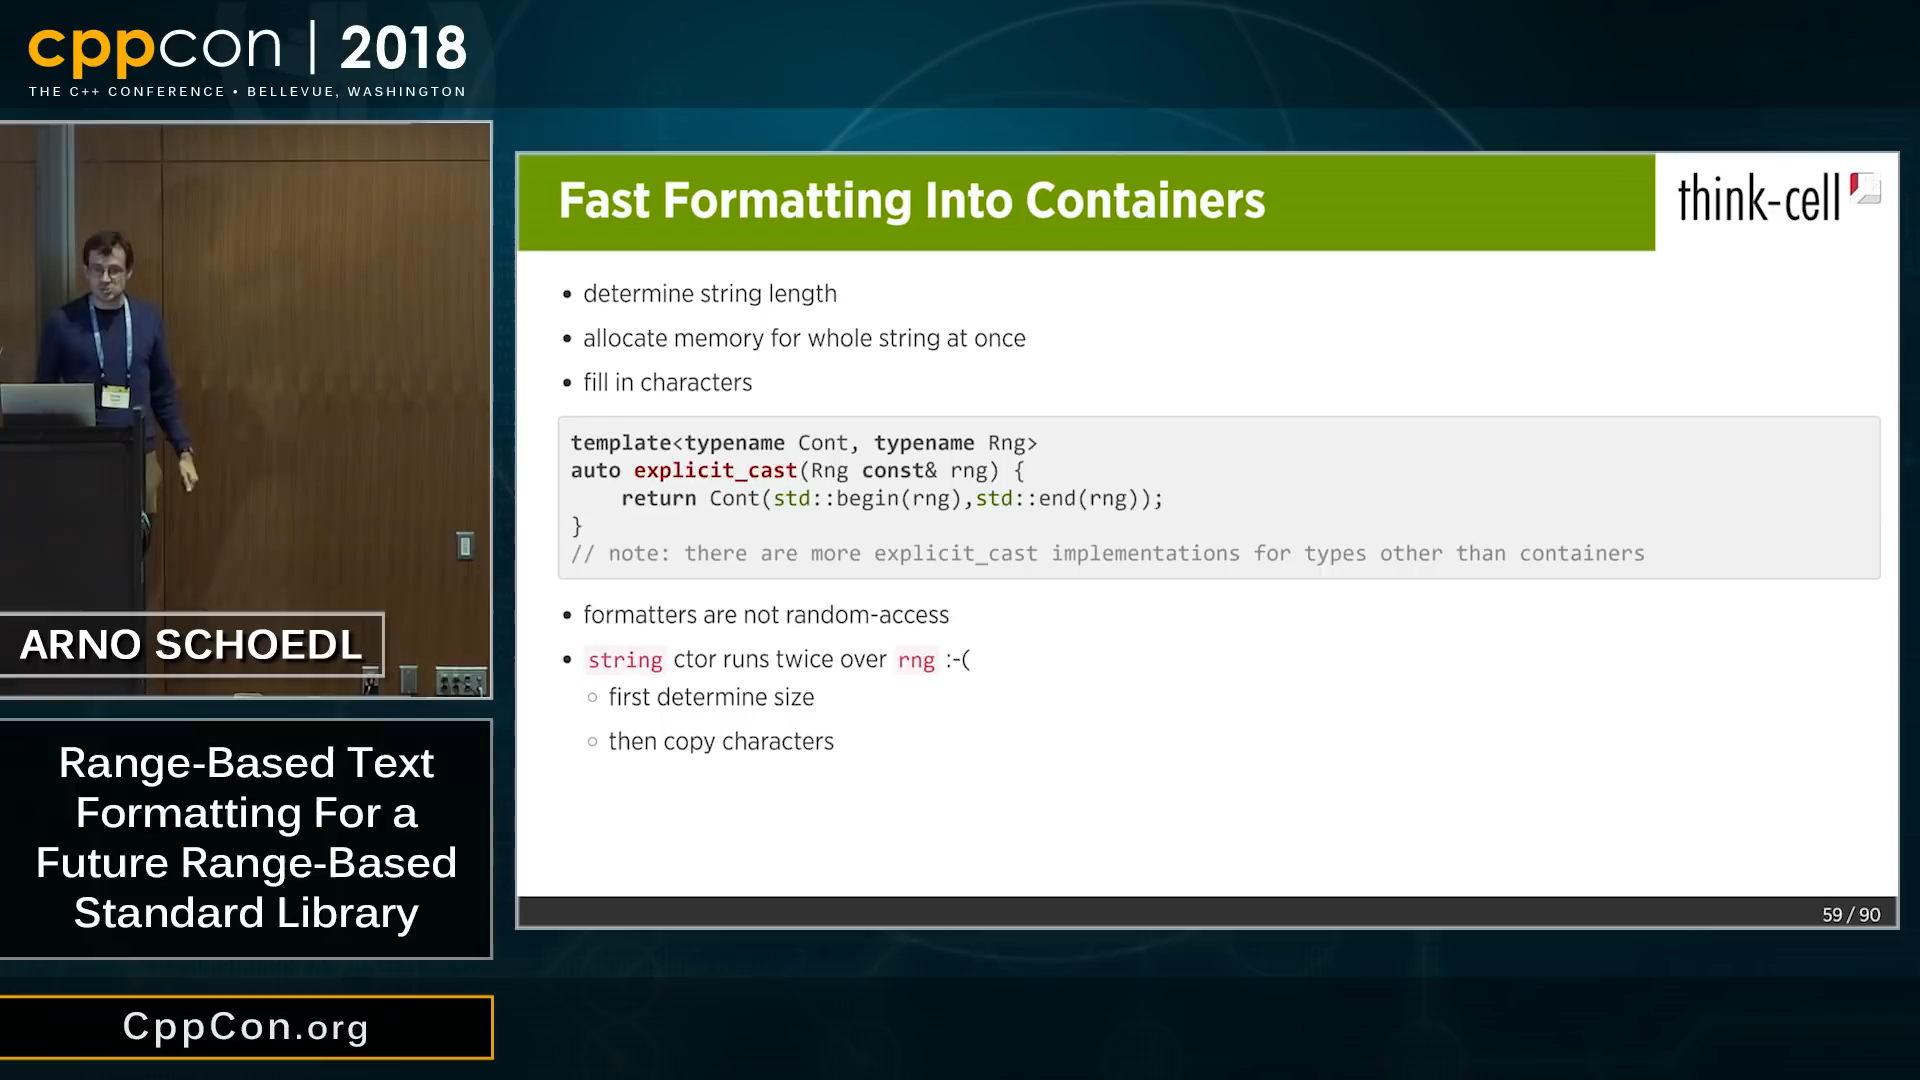 cppcon | 2018
THE C++ CONFERENCE • BELLEVUE, WASHINGTON
ARNO SCHOEDL
Range-Based Text
Formatting For a
Future Range-Based
Standard Library
CppCon.org
Fast Formatting Into Containers
think-cell
• determine string length
• allocate memory for whole string at once
• fill in characters
template<typename Cont, typename Rng>
auto explicit_cast(Rng const& rng) {
    return Cont(std::begin(rng),std::end(rng));
}
// note: there are more explicit_cast implementations for types other than containers
• formatters are not random-access
• string ctor runs twice over rng :-(
○ first determine size
○ then copy characters
59 / 90